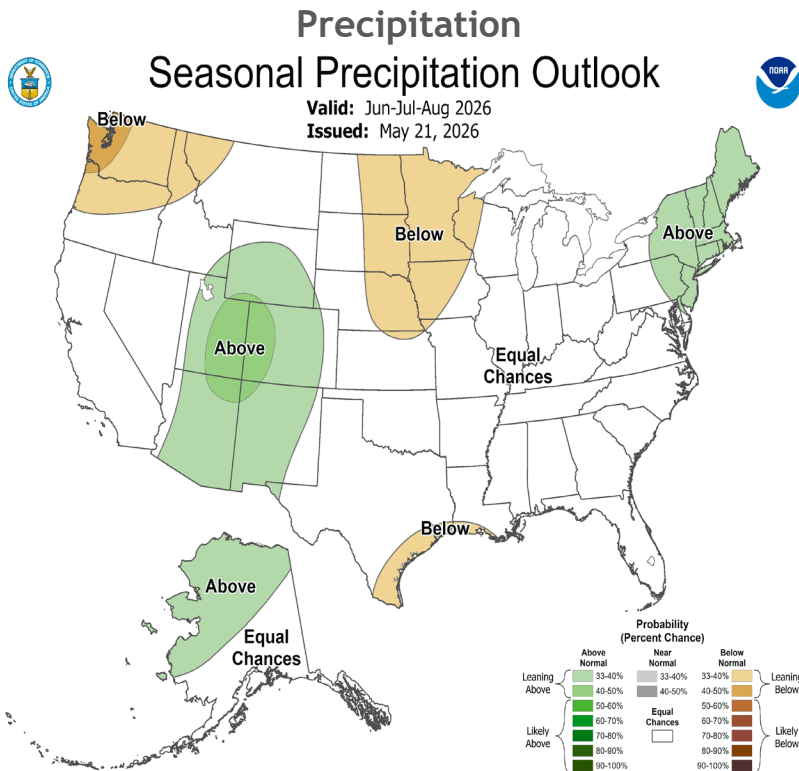 Precipitation
Seasonal Precipitation Outlook
NOAA
Valid: Jun-Jul-Aug 2026
Issued: May 21, 2026
Below
Below
Above
Above
Equal
Chances
Below
Above
Equal
Chances
Probability
(Percent Chance)
Above
Normal
Near
Normal
Below
Normal
Leaning
Above
33-40%
40-50%
50-60%
60-70%
70-80%
80-90%
90-100%
Likely
Above
33-40%
40-50%
Equal
Chances
33-40%
40-50%
50-60%
60-70%
70-80%
80-90%
90-100%
Leaning
Below
Likely
Below